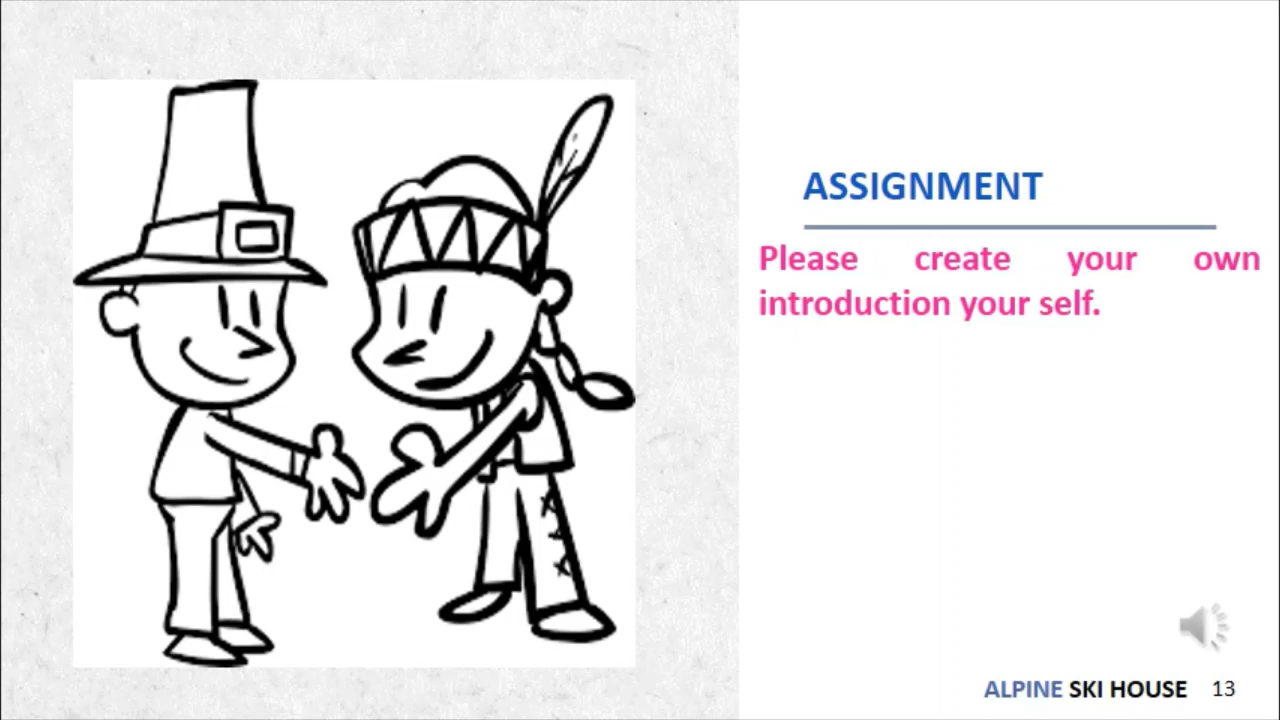 ASSIGNMENT
Please create your own
introduction your self.
ALPINE SKI HOUSE 13